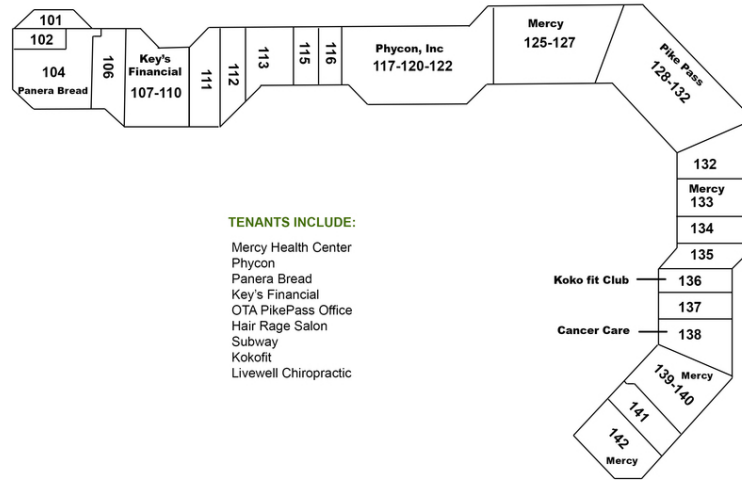 101
102
104
Panera Bread
106
Key's
Financial
107-110
111
112
113
115
116
Phycon, Inc
117-120-122
Mercy
125-127
Pike Pass
128-132
132
Mercy
133
134
135
Koko fit Club
136
137
Cancer Care
138
139-140
Mercy
141
142
Mercy
TENANTS INCLUDE:
Mercy Health Center
Phycon
Panera Bread
Key's Financial
OTA PikePass Office
Hair Rage Salon
Subway
Kokofit
Livewell Chiropractic